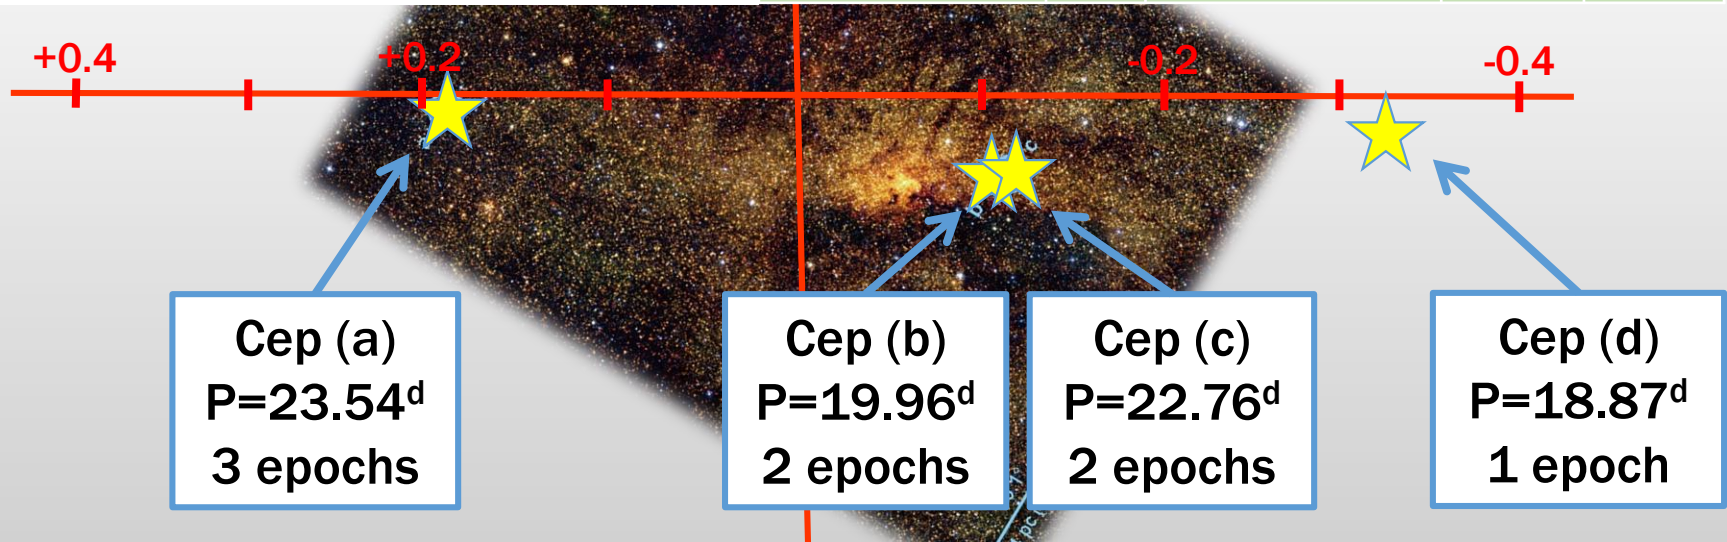 +0.4
+0.2
-0.2
-0.4
c
b
Cep (a)
P=23.54ᵈ
3 epochs
Cep (b)
P=19.96ᵈ
2 epochs
Cep (c)
P=22.76ᵈ
2 epochs
Cep (d)
P=18.87ᵈ
1 epoch
pc